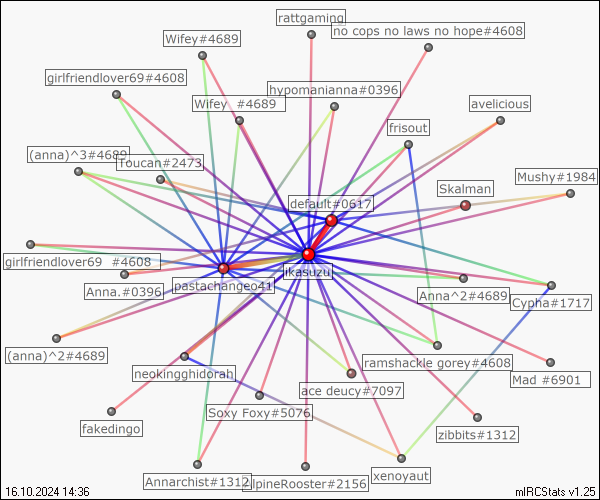 rattgaming
no cops no laws no hope#4608
Wifey#4689
girlfriendlover69#4608
hypomanianna#0396
Wifey #4689
avelicious
frisout
(anna)^3#4689
Toucan#2473
Mushy#1984
Skalman
default#0617
girlfriendlover69 #4608
ikasuzu
Anna.#0396
pastachangeo41
Anna^2#4689
Cypha#1717
(anna)^2#4689
ramshackle gorey#4608
neokingghidorah
Mad #6901
ace deucy#7097
Soxy Foxy#5076
fakedingo
zibbits#1312
Annarchist#1312
AlpineRooster#2156
xenoyaut
16.10.2024 14:36
mIRCStats v1.25